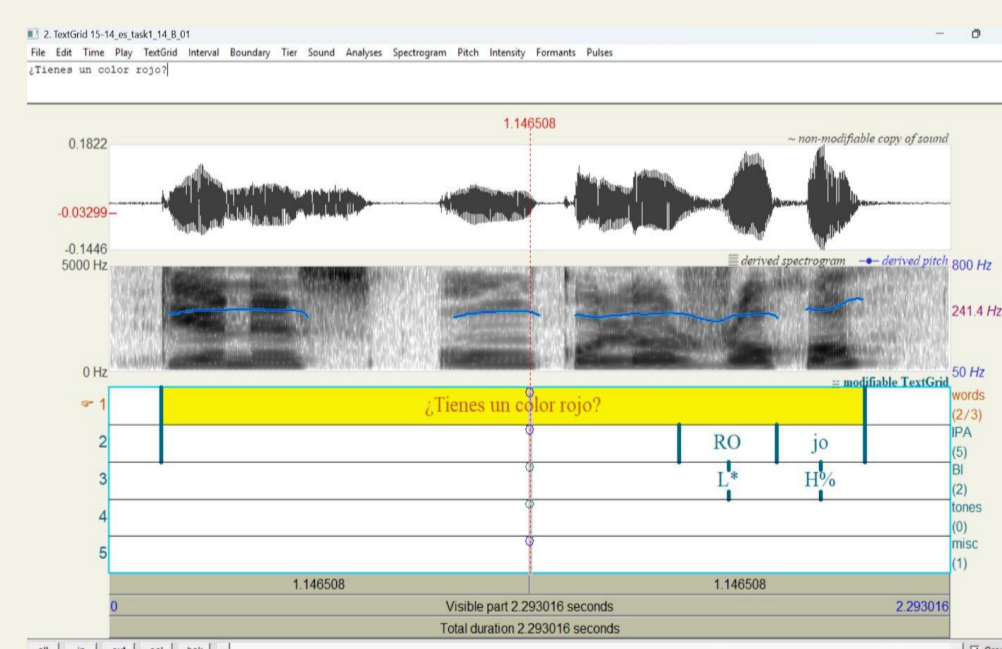 2. TextGrid 15-14_es_task1_14_B_01
File Edit Time Play TextGrid Interval Boundary Tier Sound Analyses Spectrogram Pitch Intensity Formants Pulses
¿Tienes un color rojo?
1.146508
0.1822
~ non-modifiable copy of sound
-0.03299
-0.1446
5000 Hz
derived spectrogram
derived pitch
800 Hz
241.4 Hz
0 Hz
50 Hz
modifiable TextGrid
1
¿Tienes un color rojo?
words
(2/3)
2
RO
jo
IPA
(5)
3
L*
H%
BI
(2)
4
tones
(0)
5
misc
(1)
1.146508
1.146508
0
Visible part 2.293016 seconds
2.293016
Total duration 2.293016 seconds